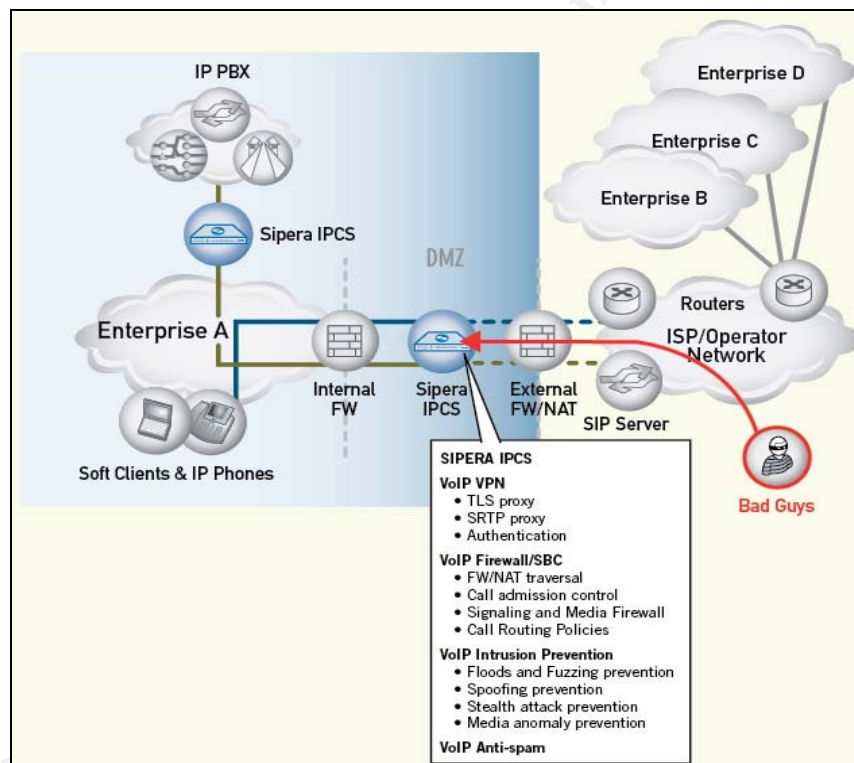 IP PBX
Sipera IPCS
Enterprise A
Soft Clients & IP Phones
Internal
FW
DMZ
Sipera
IPCS
External
FW/NAT
Enterprise D
Enterprise C
Enterprise B
Routers
ISP/Operator
Network
SIP Server
Bad Guys
SIPERA IPCS
VoIP VPN
• TLS proxy
• SRTP proxy
• Authentication
VoIP Firewall/SBC
• FW/NAT traversal
• Call admission control
• Signaling and Media Firewall
• Call Routing Policies
VoIP Intrusion Prevention
• Floods and Fuzzing prevention
• Spoofing prevention
• Stealth attack prevention
• Media anomaly prevention
VoIP Anti-spam